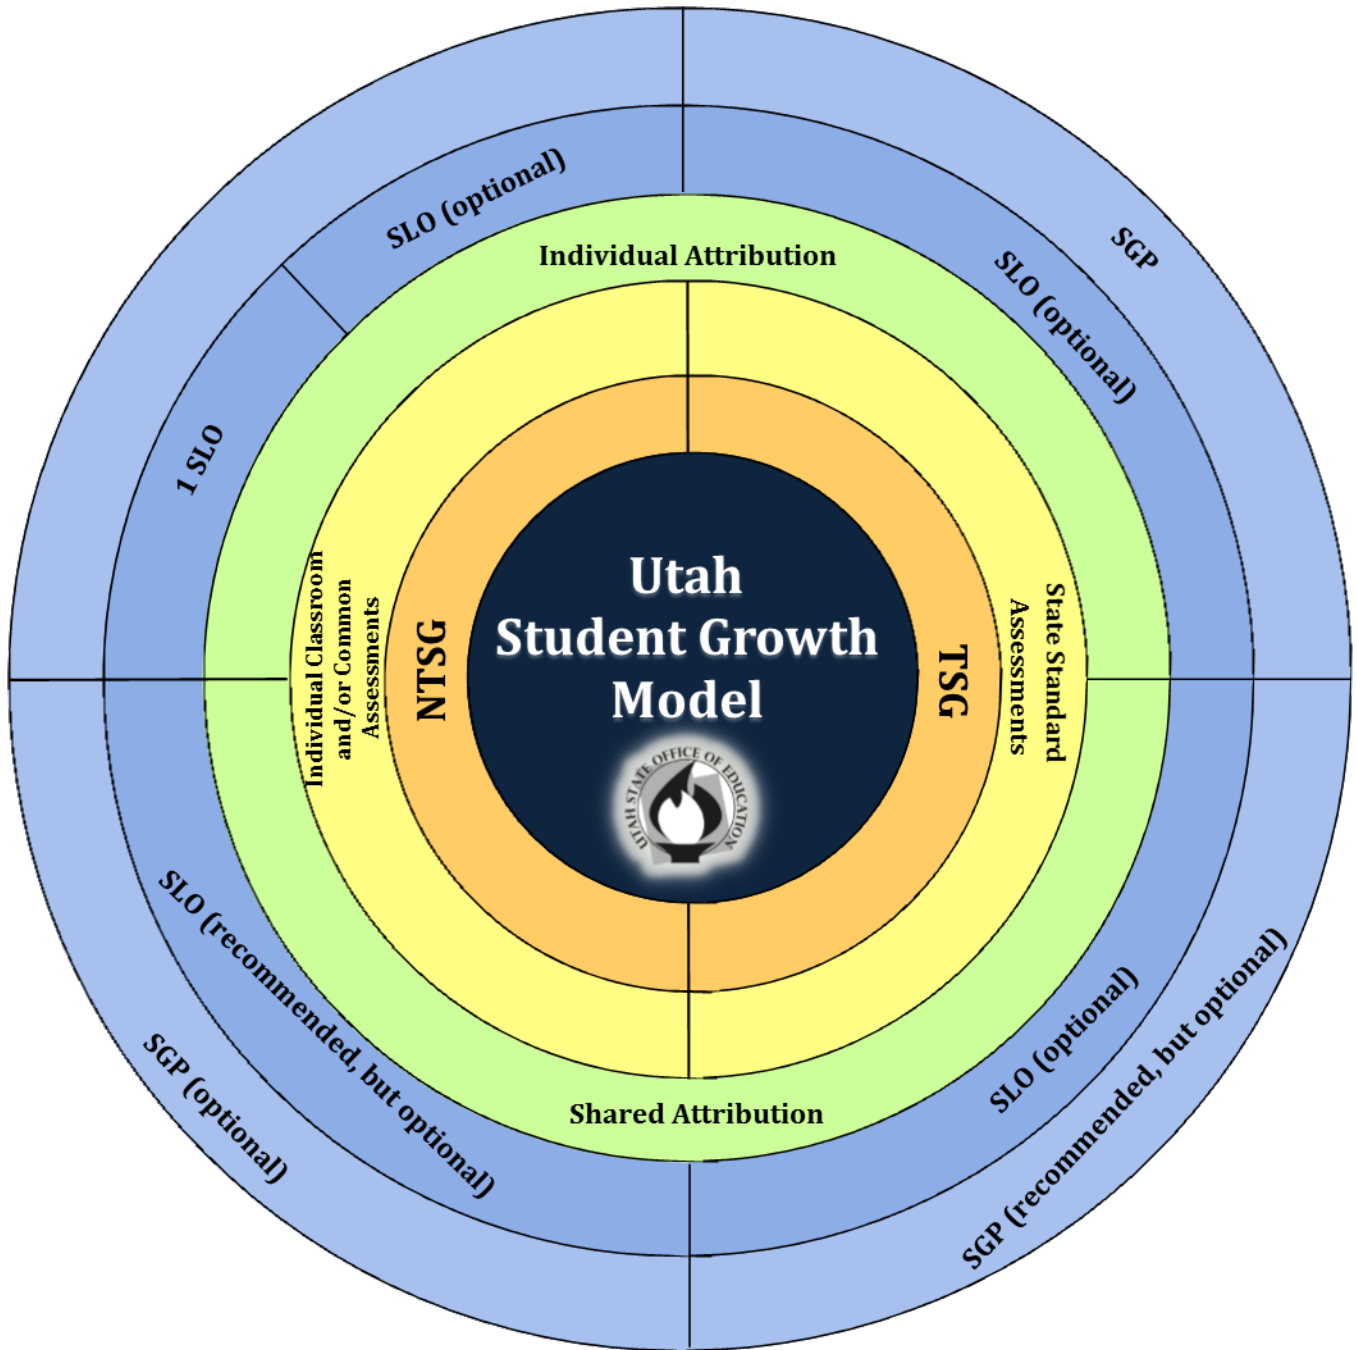 SLO (optional)
SGP
Individual Attribution
SLO (optional)
1 SLO
Individual Classroom
and/or Common
Assessments
NTSG
Utah
Student Growth
Model
UTAH STATE OFFICE OF EDUCATION
TSG
State Standard
Assessments
SLO (recommended, but optional)
SGP (optional)
Shared Attribution
SLO (optional)
SGP (recommended, but optional)